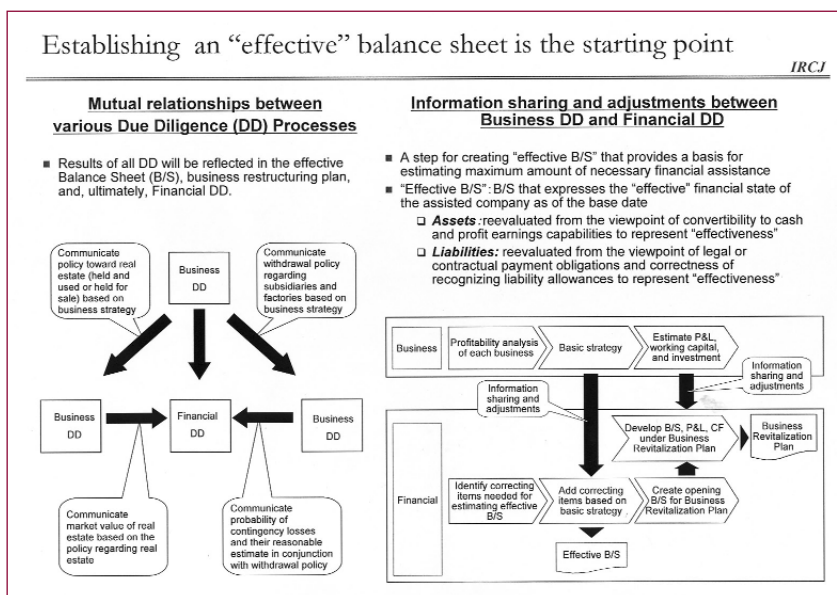 Establishing an “effective” balance sheet is the starting point
IRCJ
Mutual relationships between
various Due Diligence (DD) Processes
■ Results of all DD will be reflected in the effective
Balance Sheet (B/S), business restructuring plan,
and, ultimately, Financial DD.
Communicate
policy toward real
estate (held and
used or held for
sale) based on
business strategy
Business
DD
Communicate
withdrawal policy
regarding
subsidiaries and
factories based on
business strategy
Business
DD
Financial
DD
Business
DD
Communicate
market value of real
estate based on the
policy regarding real
estate
Communicate
probability of
contingency losses
and their reasonable
estimate in conjunction
with withdrawal policy
Information sharing and adjustments between
Business DD and Financial DD
■ A step for creating “effective B/S” that provides a basis for
estimating maximum amount of necessary financial assistance
■ “Effective B/S”: B/S that expresses the “effective” financial state of
the assisted company as of the base date
❑ Assets: reevaluated from the viewpoint of convertibility to cash
and profit earnings capabilities to represent “effectiveness”
❑ Liabilities: reevaluated from the viewpoint of legal or
contractual payment obligations and correctness of
recognizing liability allowances to represent “effectiveness”
Business
Profitability analysis
of each business
Basic strategy
Estimate P&L,
working capital,
and investment
Information
sharing and
adjustments
Information
sharing and
adjustments
Develop B/S, P&L, CF
under Business
Revitalization Plan
Business
Revitalization
Plan
Financial
Identify correcting
items needed for
estimating effective
B/S
Add correcting
items based on
basic strategy
Create opening
B/S for Business
Revitalization Plan
Effective B/S